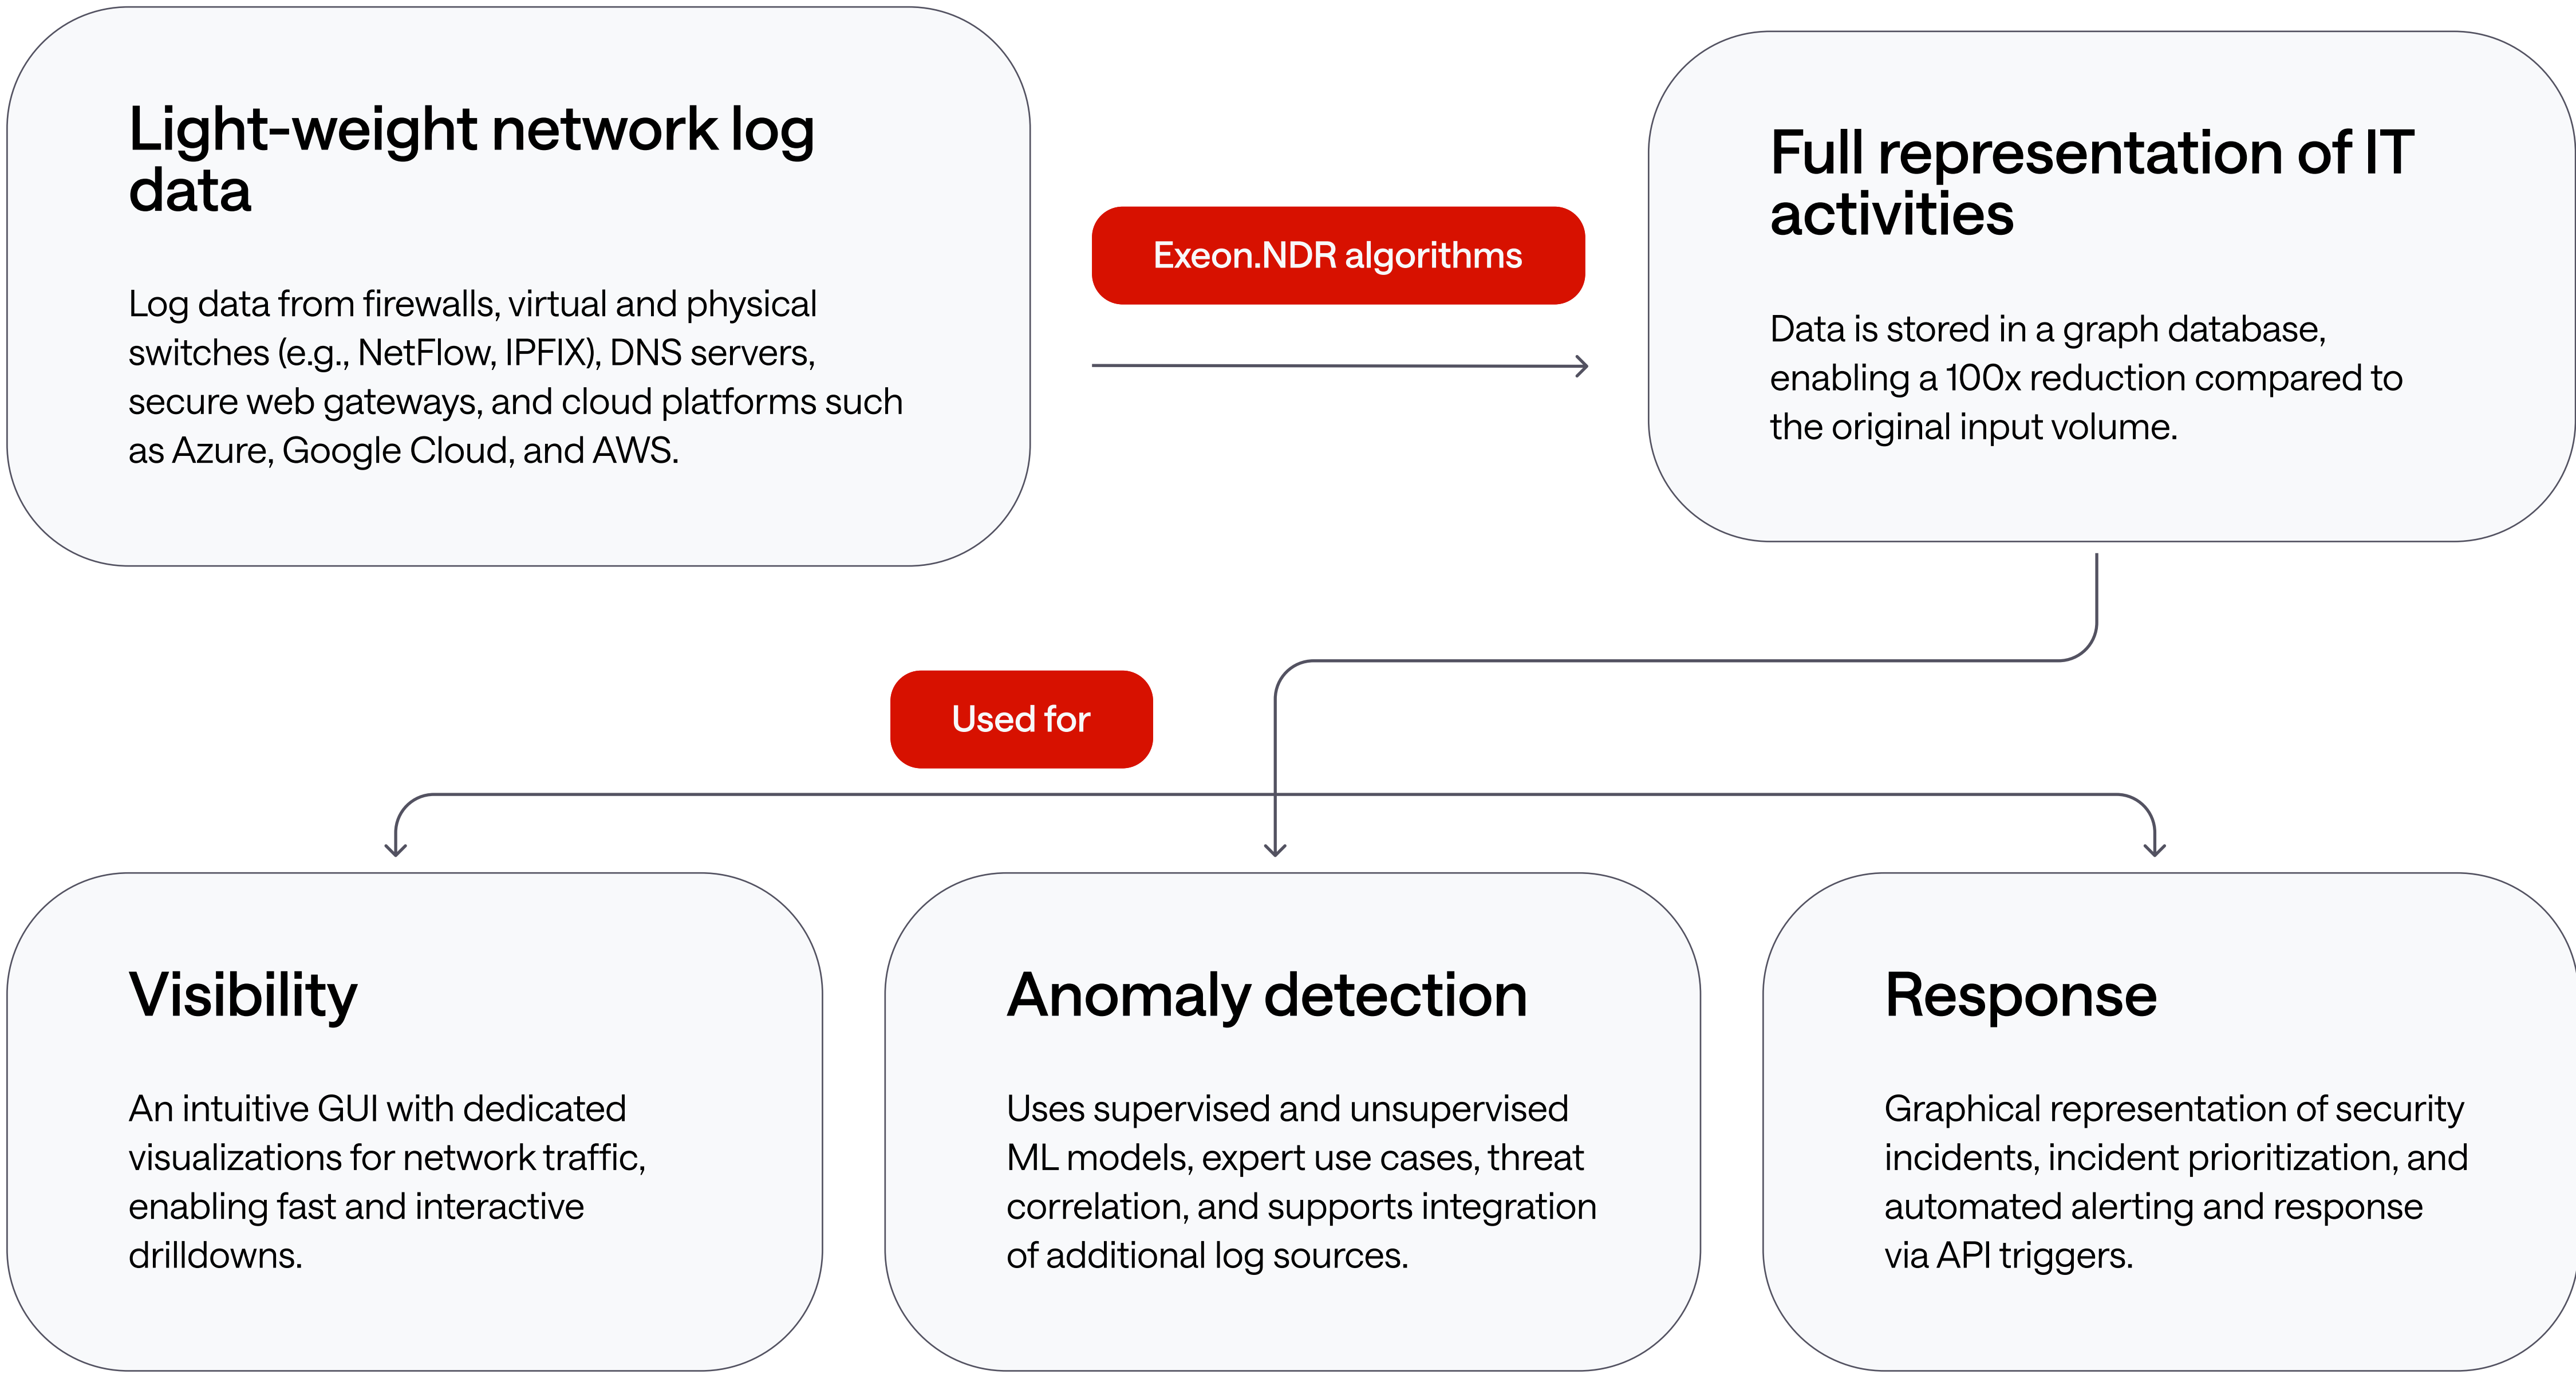 Light-weight network log
data
Log data from firewalls, virtual and physical
switches (e.g., NetFlow, IPFIX), DNS servers,
secure web gateways, and cloud platforms such
as Azure, Google Cloud, and AWS.
Exeon.NDR algorithms
Full representation of IT
activities
Data is stored in a graph database,
enabling a 100x reduction compared to
the original input volume.
Used for
Visibility
An intuitive GUI with dedicated
visualizations for network traffic,
enabling fast and interactive
drilldowns.
Anomaly detection
Uses supervised and unsupervised
ML models, expert use cases, threat
correlation, and supports integration
of additional log sources.
Response
Graphical representation of security
incidents, incident prioritization, and
automated alerting and response
via API triggers.